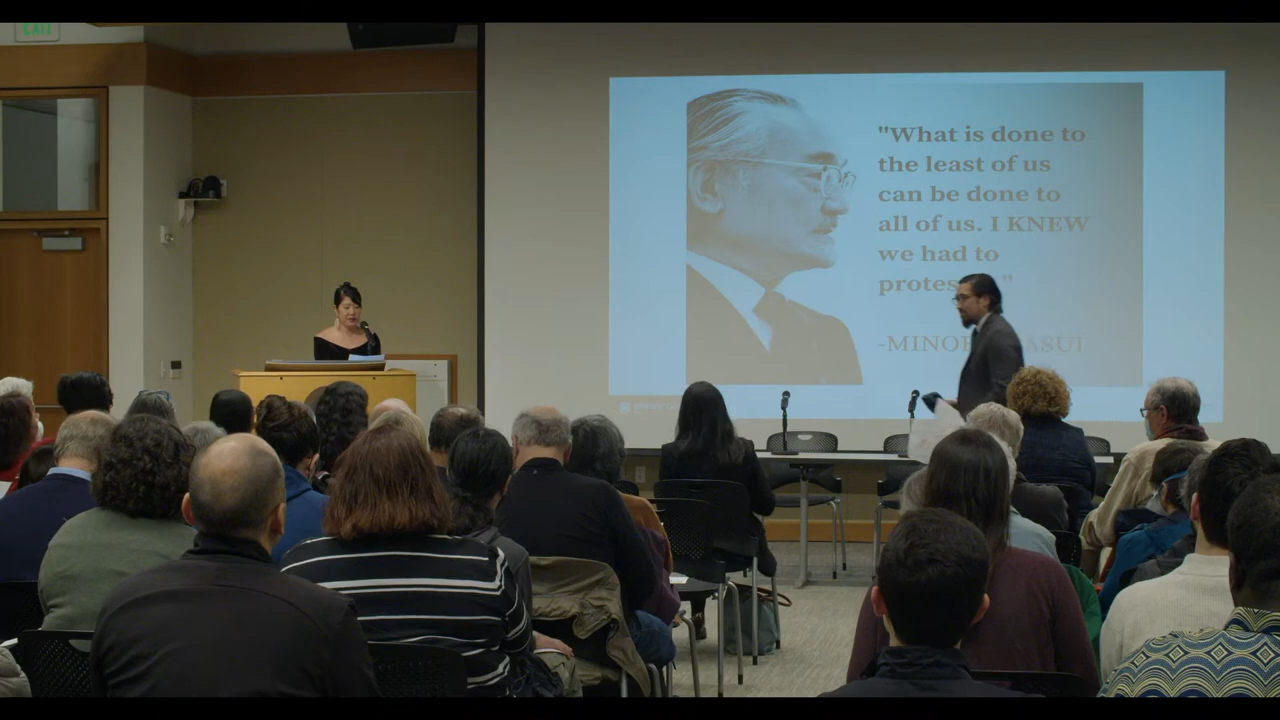 EXIT
"What is done to
the least of us
can be done to
all of us. I KNEW
we had to
"